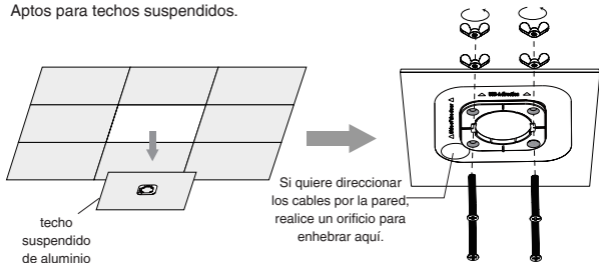 Aptos para techos suspendidos.
Si quiere direccionar
los cables por la pared,
realice un orificio para
enhebrar aquí.
techo
suspendido
de aluminio